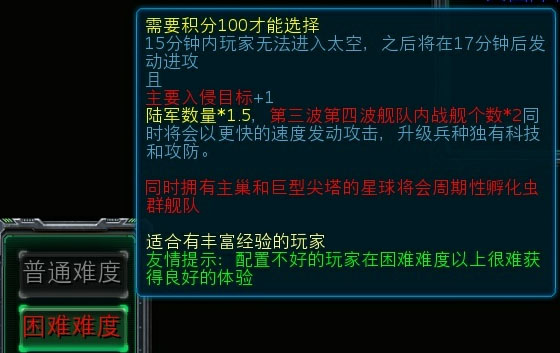 需要积分100才能选择
15分钟内玩家无法进入太空，之后将在17分钟后发
动进攻
且
主要入侵目标+1
陆军数量*1.5，第三波第四波舰队内战舰个数*2同
时将会以更快的速度发动攻击，升级兵种独有科技
和攻防。
同时拥有主巢和巨型尖塔的星球将会周期性孵化虫
群舰队
适合有丰富经验的玩家
友情提示：配置不好的玩家在困难难度以上很难获
得良好的体验
普通难度
困难难度